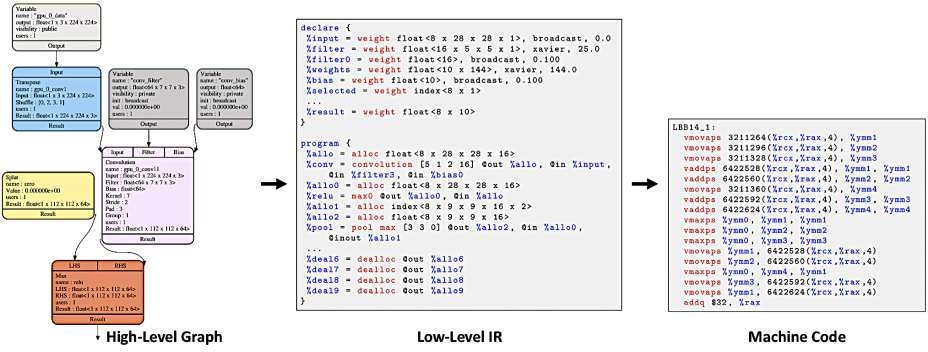 Variable
name : "gpu_0_data"
output : float<1 x 3 x 224 x 224>
visibility : public
users : 1
Output
Input
Transpose
name : gpu_0_conv1
Input : float<1 x 3 x 224 x 224>
Shuffle : [0, 2, 3, 1]
users : 1
Result : float<1 x 224 x 224 x 3>
Result
Variable
name : "conv_filter"
output : float<64 x 7 x 7 x 3>
visibility : private
init : broadcast
val : 0.000000e+00
users : 1
Output
Variable
name : "conv_bias"
output : float<64>
visibility : private
init : broadcast
val : 0.000000e+00
users : 1
Output
Input Filter Bias
Convolution
name : gpu_0_conv11
Input : float<1 x 224 x 224 x 3>
Filter : float<64 x 7 x 7 x 3>
Bias : float<64>
Kernel : 7
Stride : 2
Pad : 3
Group : 1
users : 1
Result : float<1 x 112 x 112 x 64>
Result
Splat
name : zero
Value : 0.000000e+00
users : 1
Result : float<1 x 112 x 112 x 64>
Result
LHS RHS
Max
name : relu
LHS : float<1 x 112 x 112 x 64>
RHS : float<1 x 112 x 112 x 64>
users : 1
Result : float<1 x 112 x 112 x 64>
Result
High-Level Graph
declare {
%input = weight float<8 x 28 x 28 x 1>, broadcast, 0.0
%filter = weight float<16 x 5 x 5 x 1>, xavier, 25.0
%filter0 = weight float<16>, broadcast, 0.100
%weights = weight float<10 x 144>, xavier, 144.0
%bias = weight float<10>, broadcast, 0.100
%selected = weight index<8 x 1>
...
%result = weight float<8 x 10>
}
program {
%allo = alloc float<8 x 28 x 28 x 16>
%conv = convolution [5 1 2 16] @out %allo, @in %input,
@in %filter3, @in %bias0
%allo0 = alloc float<8 x 28 x 28 x 16>
%relu = max0 @out %allo0, @in %allo
%allo1 = alloc index<8 x 9 x 9 x 16 x 2>
%allo2 = alloc float<8 x 9 x 9 x 16>
%pool = pool max [3 3 0] @out %allo2, @in %allo0,
@inout %allo1
...
%deal6 = dealloc @out %allo6
%deal7 = dealloc @out %allo7
%deal8 = dealloc @out %allo8
%deal9 = dealloc @out %allo9
}
Low-Level IR
LBB14_1:
vmovaps 3211264(%rcx,%rax,4), %ymm1
vmovaps 3211296(%rcx,%rax,4), %ymm2
vmovaps 3211328(%rcx,%rax,4), %ymm3
vaddps 6422528(%rcx,%rax,4), %ymm1, %ymm1
vaddps 6422560(%rcx,%rax,4), %ymm2, %ymm2
vmovaps 3211360(%rcx,%rax,4), %ymm4
vaddps 6422592(%rcx,%rax,4), %ymm3, %ymm3
vaddps 6422624(%rcx,%rax,4), %ymm4, %ymm4
vmaxps %ymm0, %ymm1, %ymm1
vmaxps %ymm0, %ymm2, %ymm2
vmaxps %ymm0, %ymm3, %ymm3
vmovaps %ymm1, 6422528(%rcx,%rax,4)
vmovaps %ymm2, 6422560(%rcx,%rax,4)
vmaxps %ymm0, %ymm4, %ymm1
vmovaps %ymm3, 6422592(%rcx,%rax,4)
vmovaps %ymm1, 6422624(%rcx,%rax,4)
addq $32, %rax
Machine Code